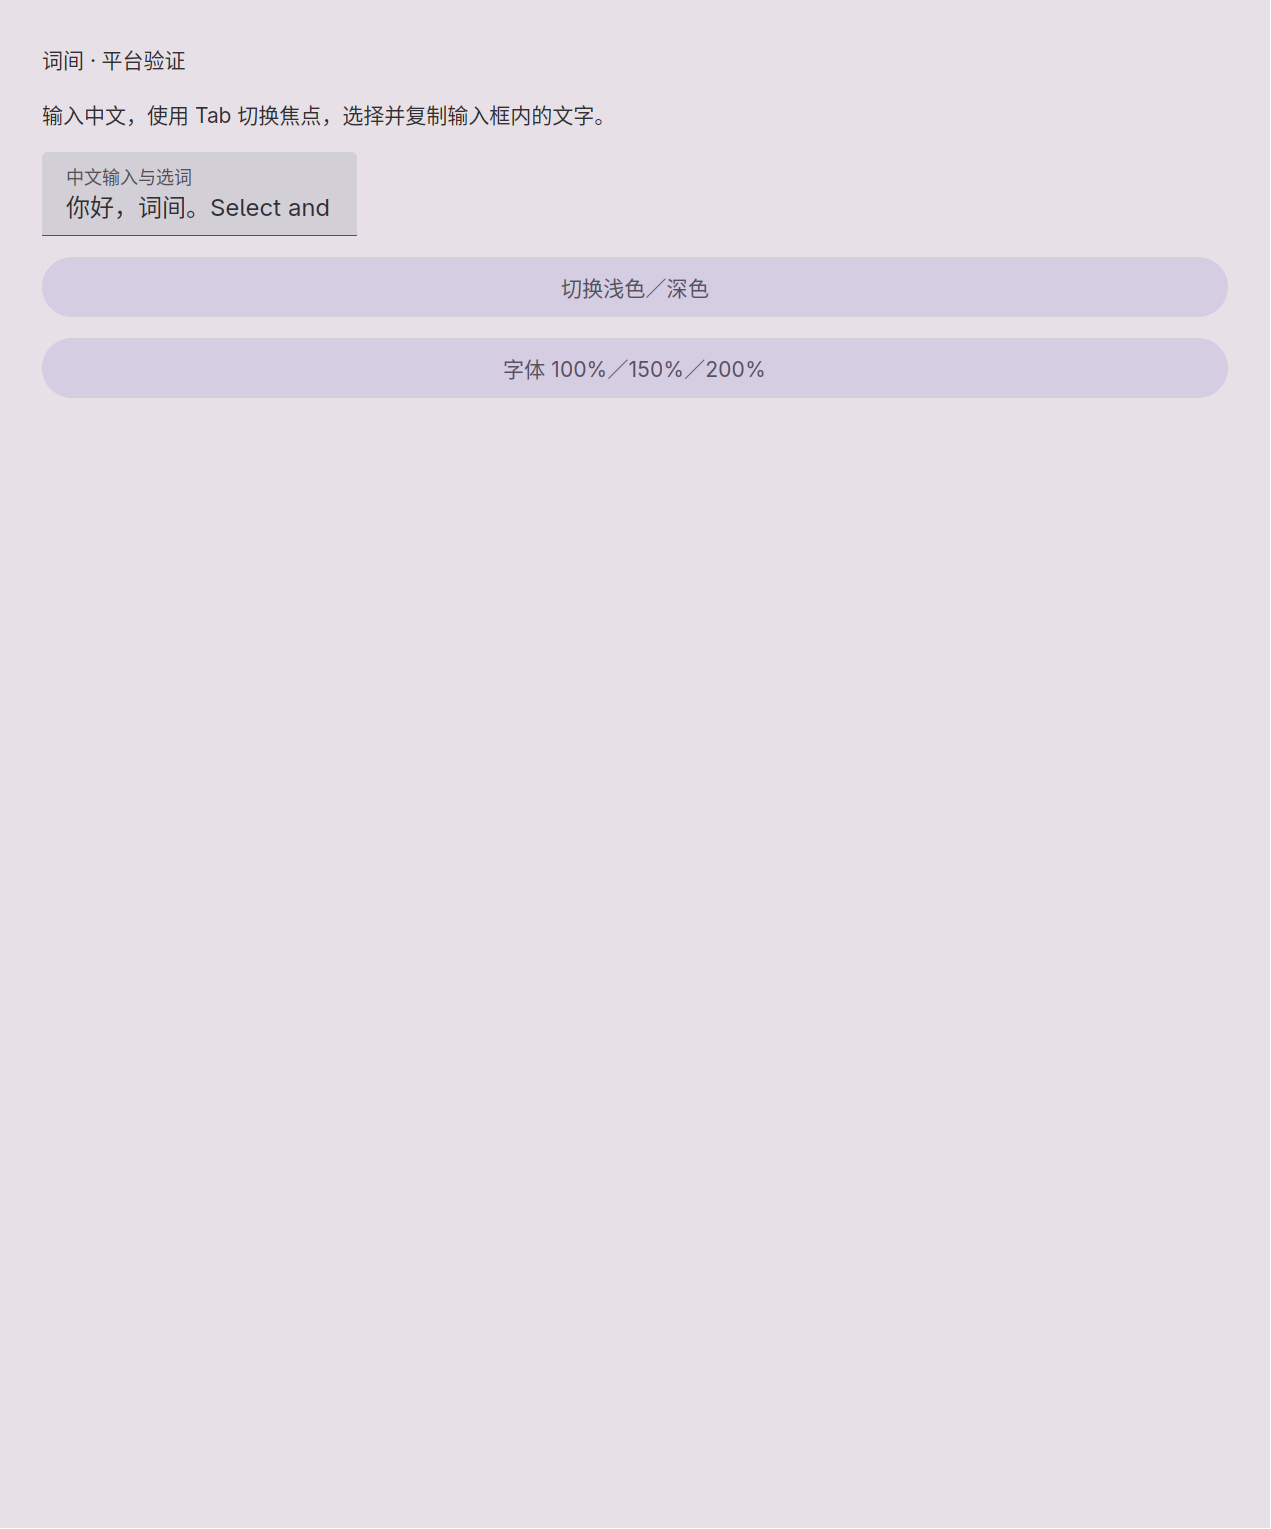 词间 · 平台验证
输入中文，使用 Tab 切换焦点，选择并复制输入框内的文字。
中文输入与选词
你好，词间。Select and
切换浅色／深色
字体 100%／150%／200%